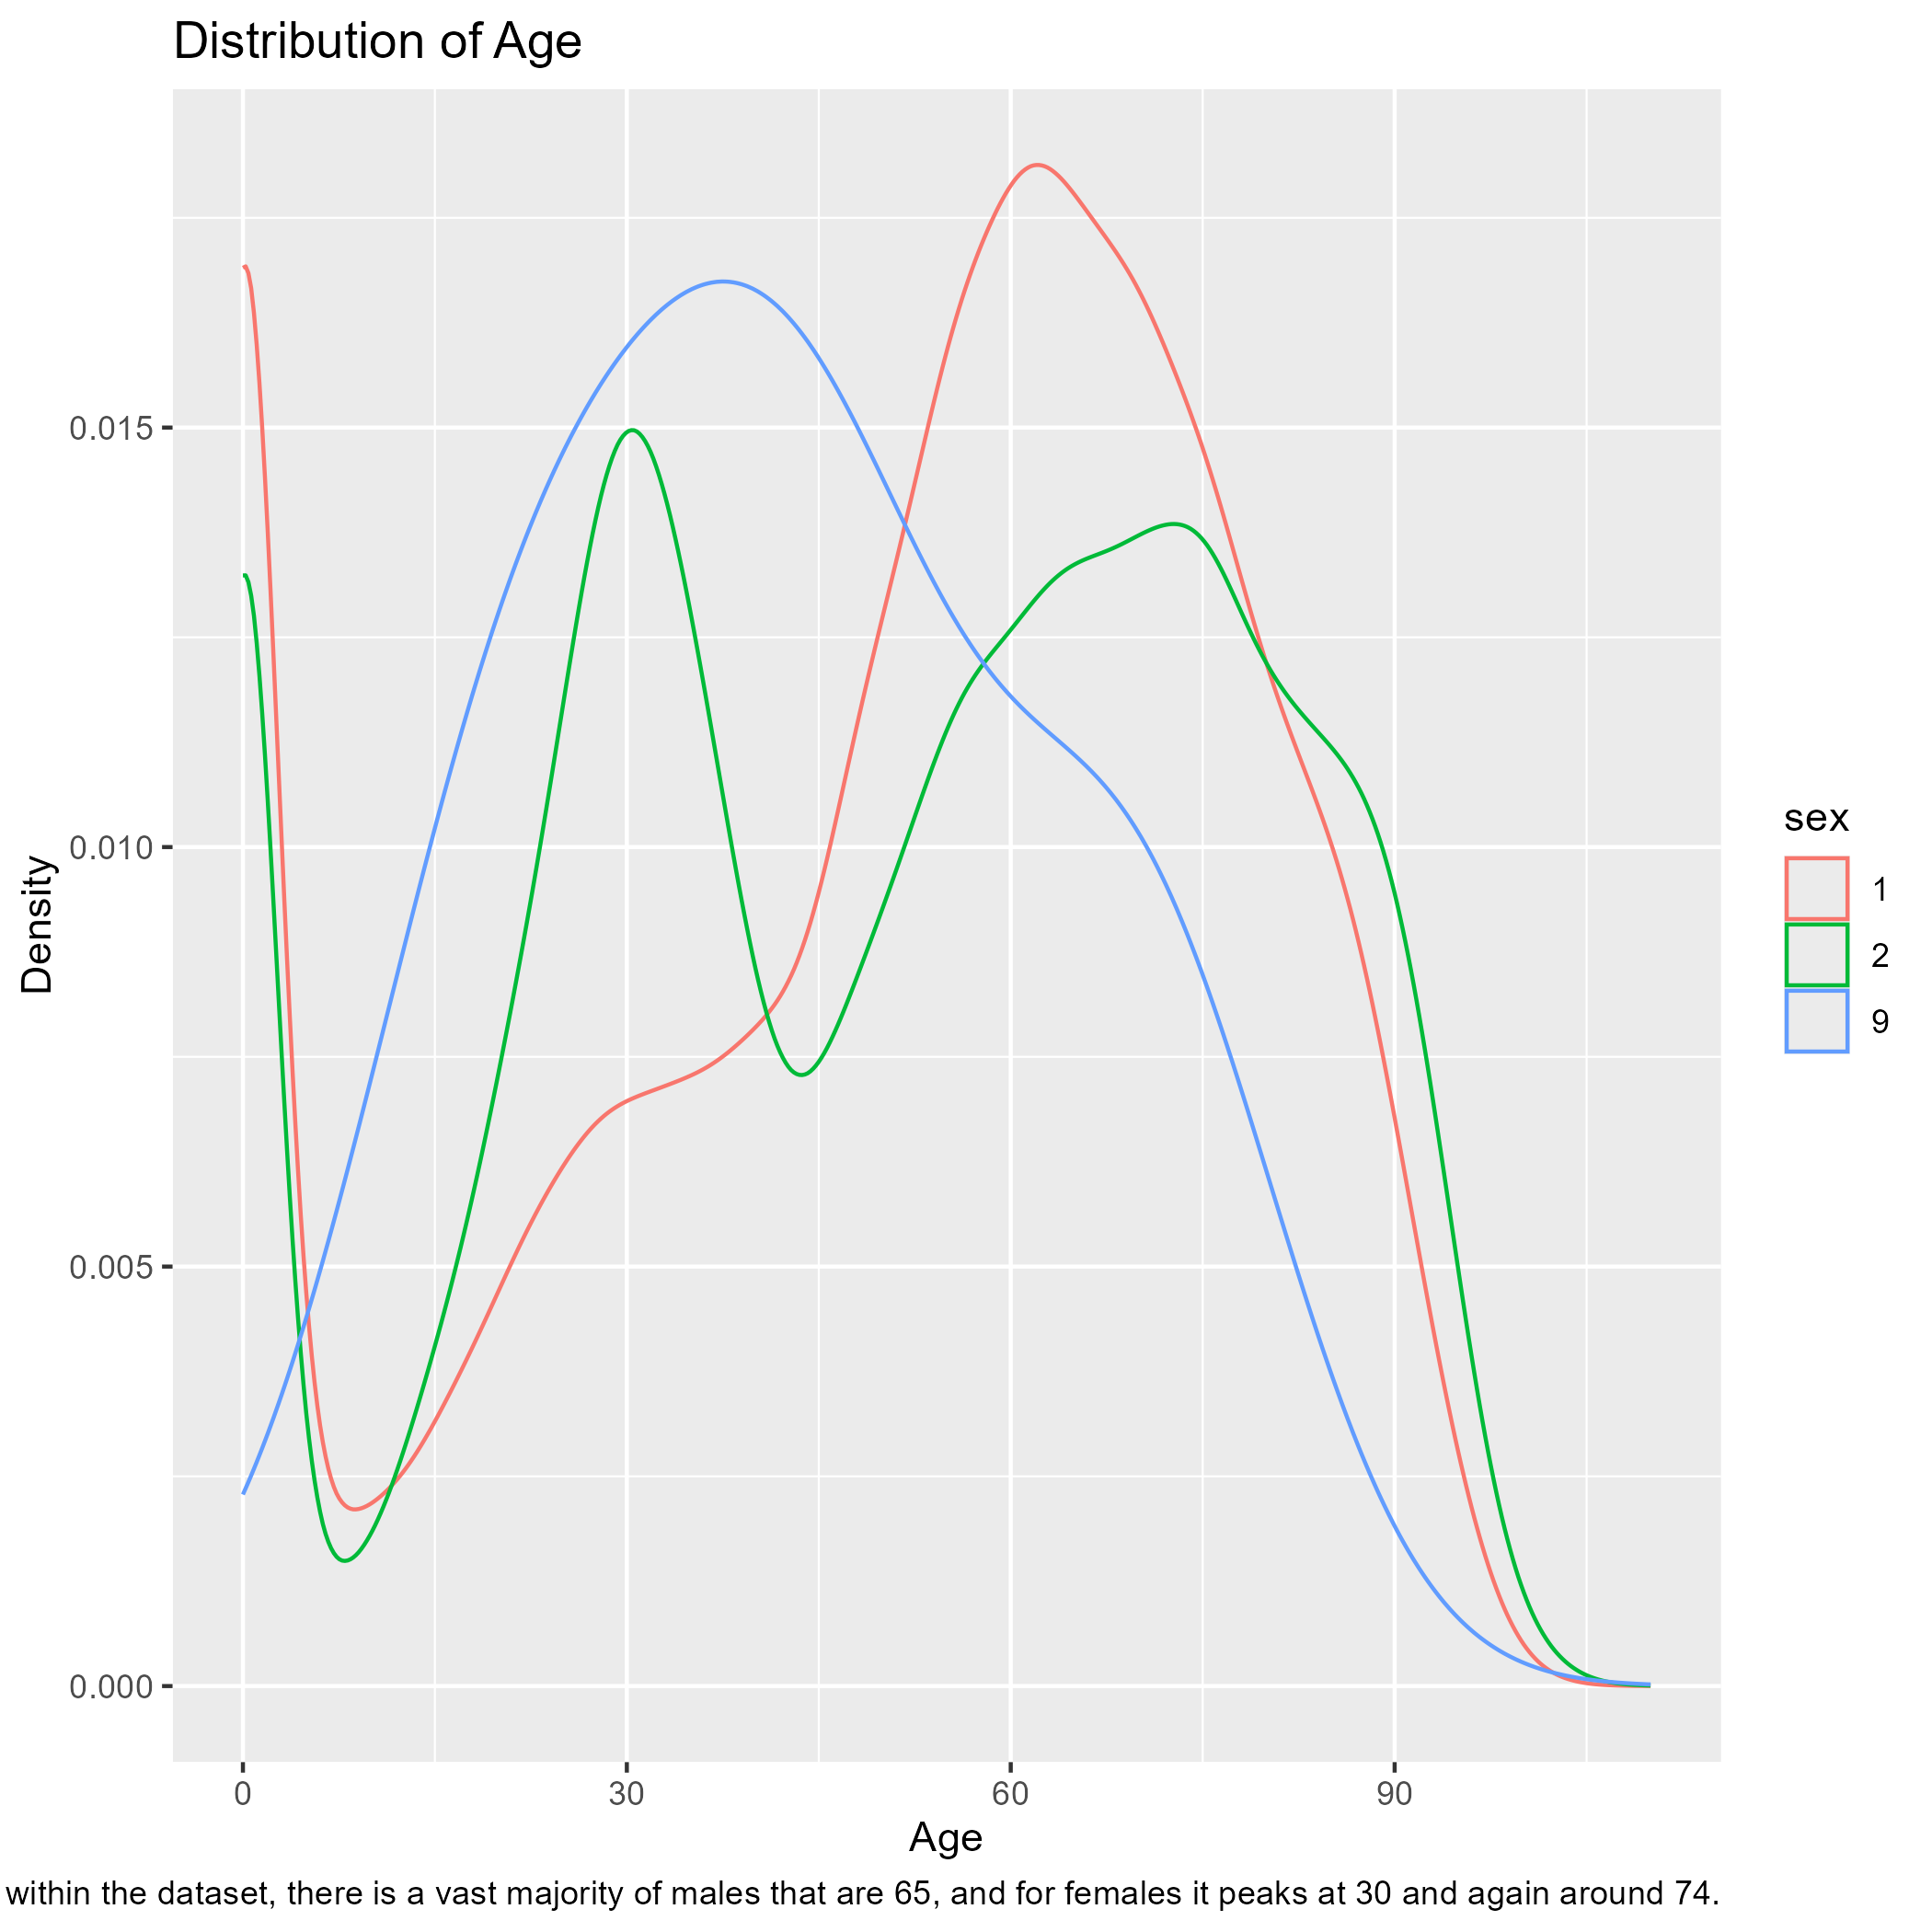 Distribution of Age
0.015
0.010
0.005
0.000
Density
0
30
60
90
Age
sex
1
2
9
within the dataset, there is a vast majority of males that are 65, and for females it peaks at 30 and again around 74.